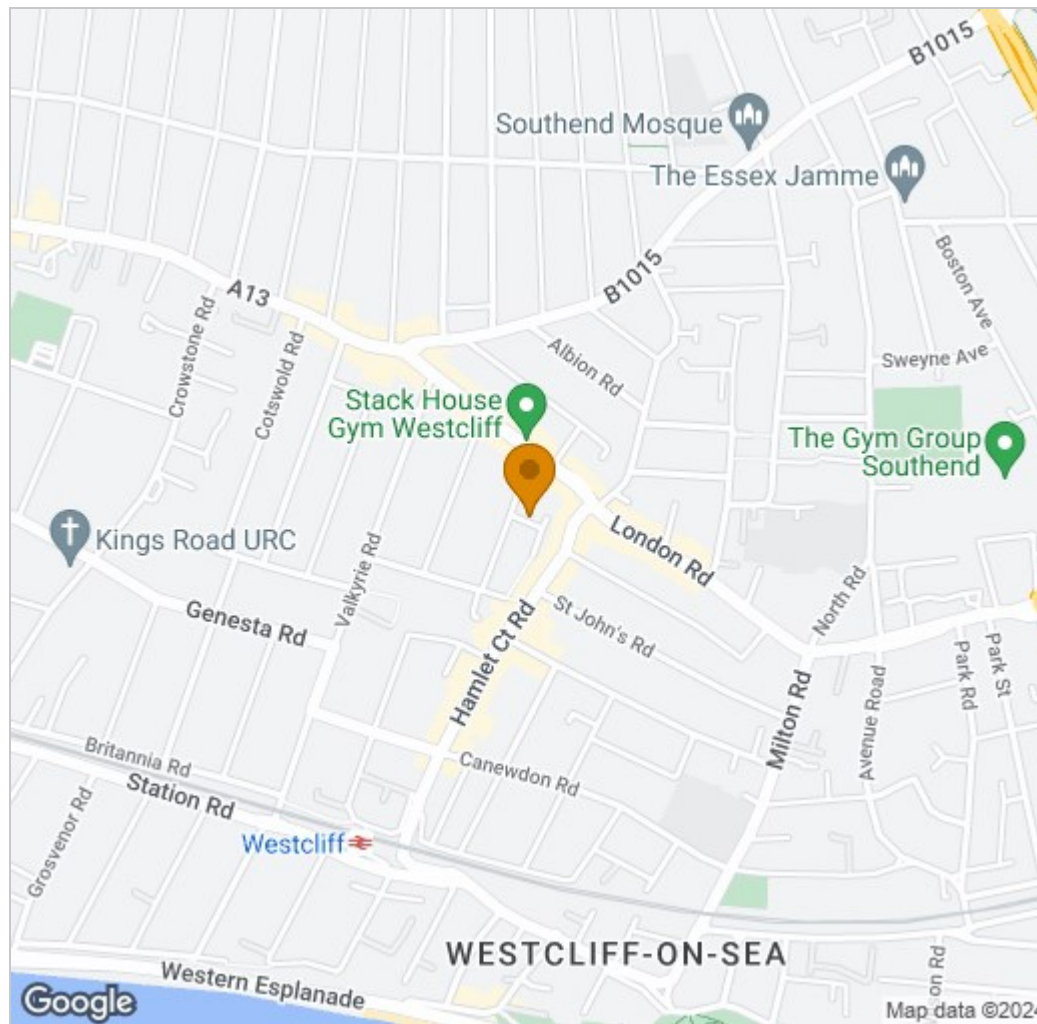 B1015
Southend Mosque
The Essex Jamme
B1015
Boston Ave
A13
Crowstone Rd
Cotswold Rd
Albion Rd
Sweyne Ave
Stack House
Gym Westcliff
The Gym Group
Southend
Kings Road URC
Valkyrie Rd
London Rd
North Rd
Genesta Rd
St John's Rd
Hamlet Ct Rd
Milton Rd
Avenue Road
Park Rd
Park St
Britannia Rd
Station Rd
Canewdon Rd
Grosvenor Rd
Westcliff
WESTCLIFF-ON-SEA
Western Esplanade
on Rd
Google
Map data ©2024